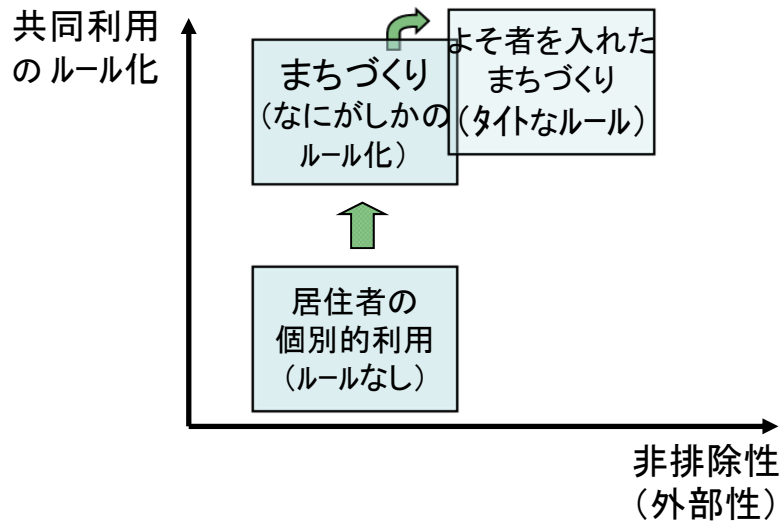 共同利用
の ルール化
まちづくり
（なにがしかの
ルール化）
よそ者を入れた
まちづくり
（タイトなルール）
居住者の
個別的利用
（ルールなし）
非排除性
（外部性）